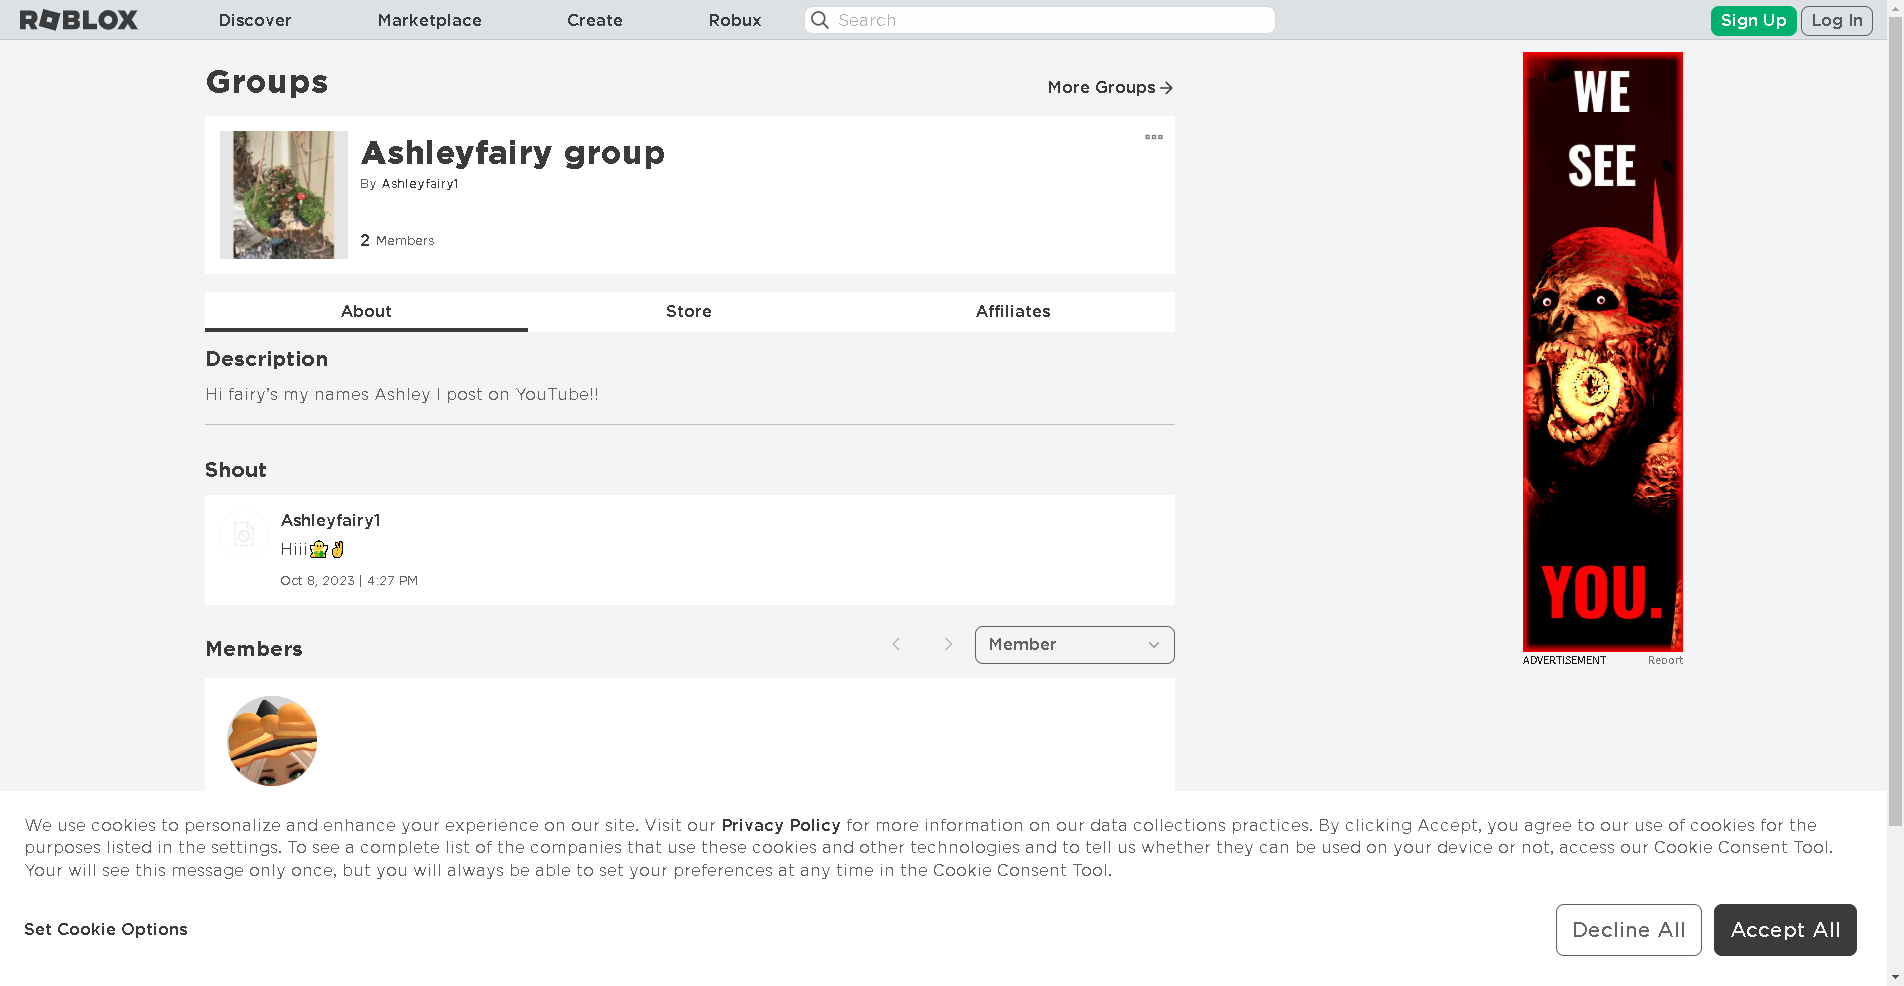 ROBLOX
Discover
Marketplace
Create
Robux
Search
Sign Up
Log In
Groups
More Groups
Ashleyfairy group
By Ashleyfairy1
2 Members
About
Store
Affiliates
Description
Hi fairy's my names Ashley I post on YouTube!!
Shout
Ashleyfairy1
Hiii🧚✌
Oct 8, 2023 | 4:27 PM
Members
Member
WE
SEE
YOU.
ADVERTISEMENT
Report
We use cookies to personalize and enhance your experience on our site. Visit our Privacy Policy for more information on our data collections practices. By clicking Accept, you agree to our use of cookies for the
purposes listed in the settings. To see a complete list of the companies that use these cookies and other technologies and to tell us whether they can be used on your device or not, access our Cookie Consent Tool.
Your will see this message only once, but you will always be able to set your preferences at any time in the Cookie Consent Tool.
Set Cookie Options
Decline All
Accept All